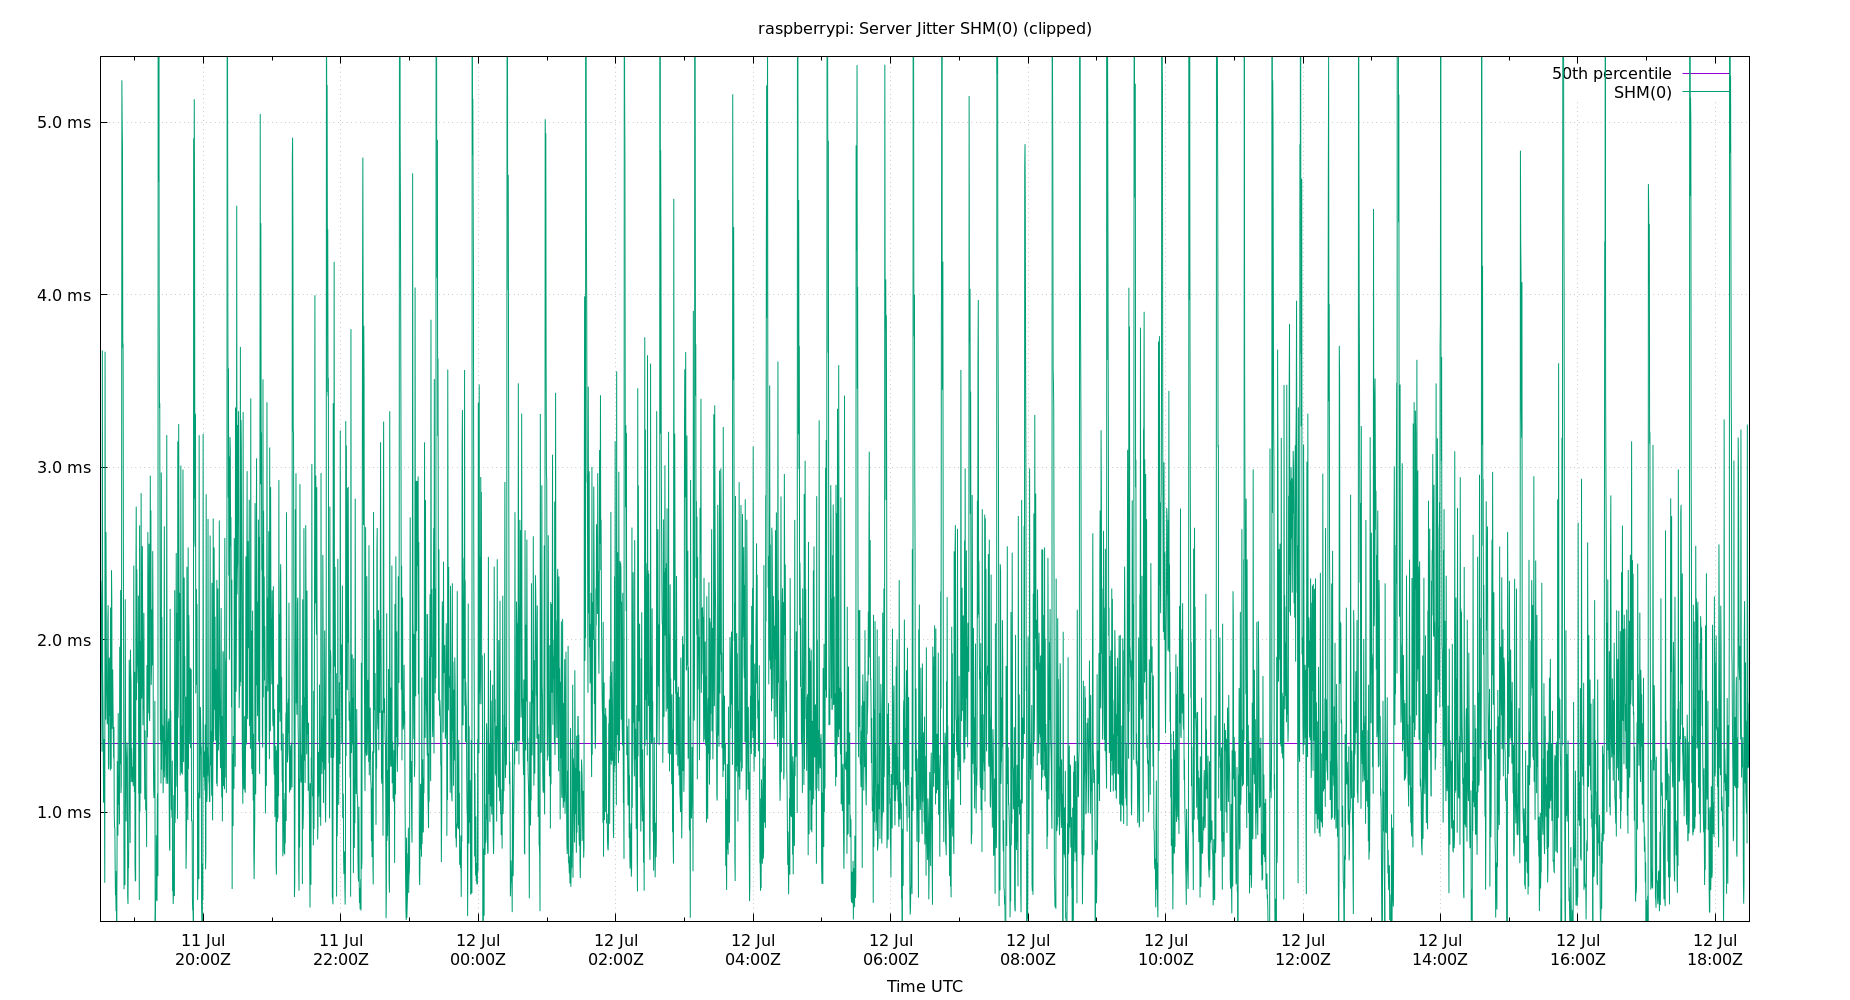 raspberrypi: Server Jitter SHM(0) (clipped)
50th percentile
SHM(0)
5.0 ms
4.0 ms
3.0 ms
2.0 ms
1.0 ms
11 Jul 11 Jul 12 Jul 12 Jul 12 Jul 12 Jul 12 Jul 12 Jul 12 Jul 12 Jul 12 Jul 12 Jul
20:00Z 22:00Z 00:00Z 02:00Z 04:00Z 06:00Z 08:00Z 10:00Z 12:00Z 14:00Z 16:00Z 18:00Z
Time UTC